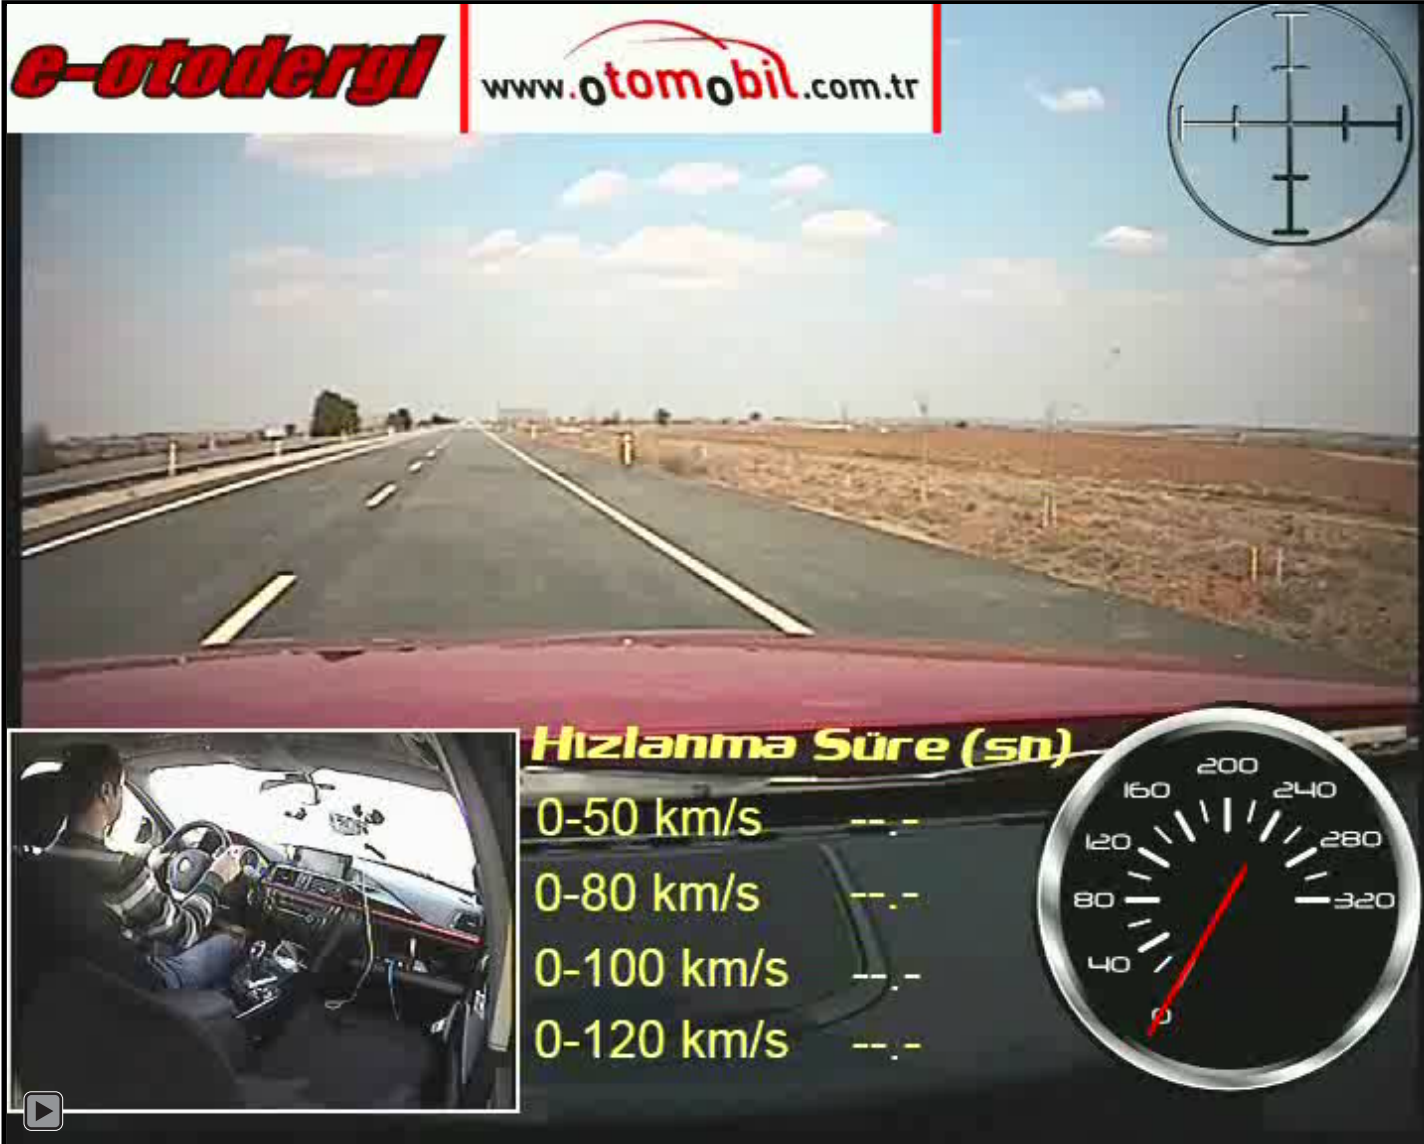 e-otodergi
www.otomobil.com.tr
Hızlanma Süre (sn)
0-50 km/s --.-
0-80 km/s --.-
0-100 km/s --.-
0-120 km/s --.-
0
40
80
120
160
200
240
280
320